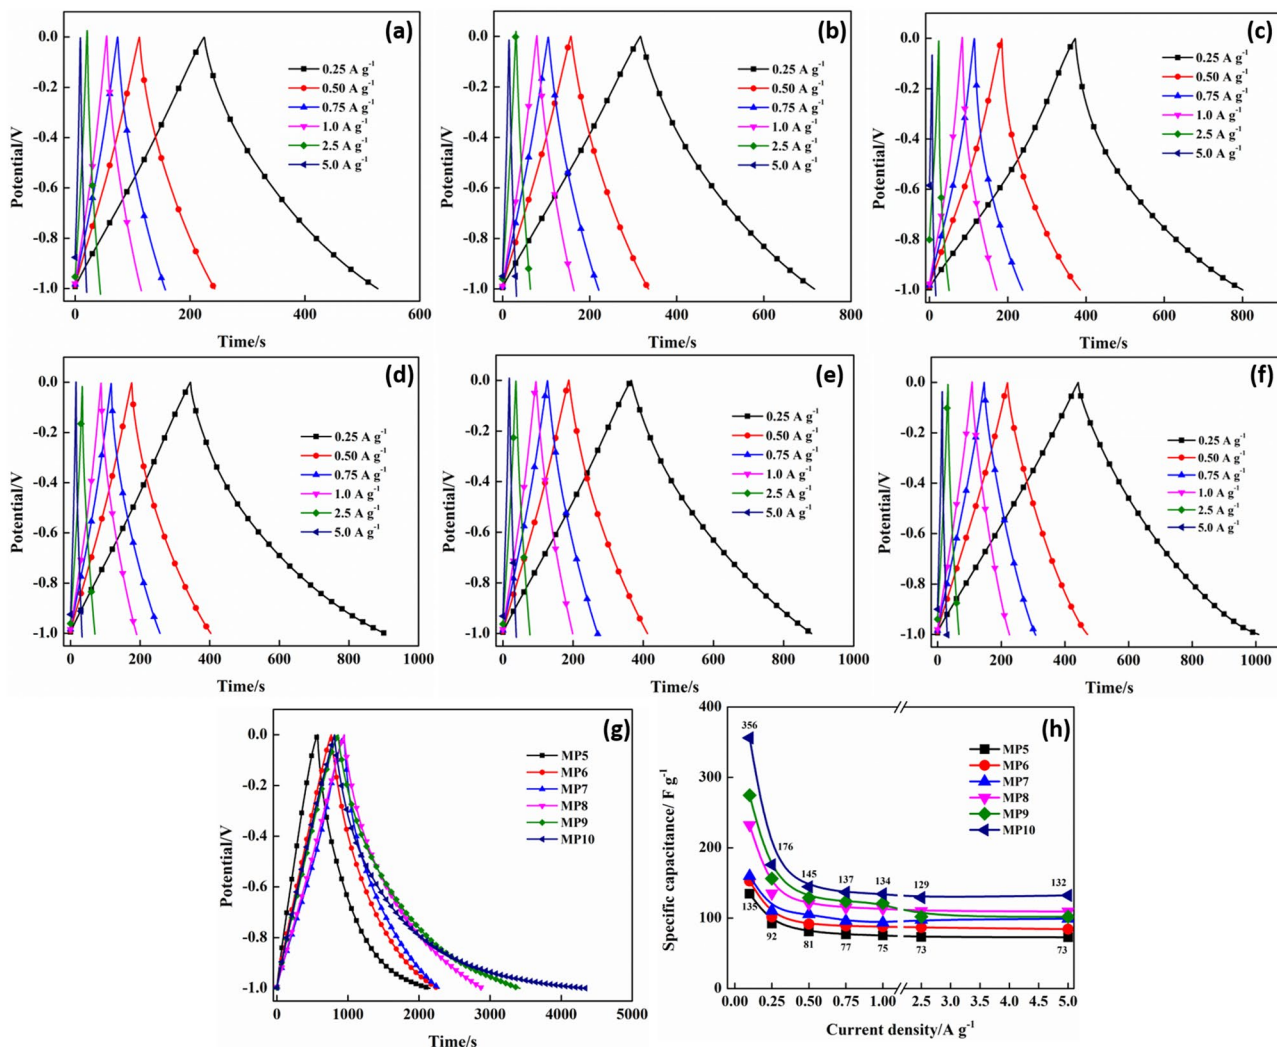 (a)
0.0
-0.2
-0.4
-0.6
-0.8
-1.0
Potential/V
0.25 A g⁻¹
0.50 A g⁻¹
0.75 A g⁻¹
1.0 A g⁻¹
2.5 A g⁻¹
5.0 A g⁻¹
0 200 400 600
Time/s
(b)
0.0
-0.2
-0.4
-0.6
-0.8
-1.0
Potential/V
0.25 A g⁻¹
0.50 A g⁻¹
0.75 A g⁻¹
1.0 A g⁻¹
2.5 A g⁻¹
5.0 A g⁻¹
0 200 400 600 800
Time/s
(c)
0.0
-0.2
-0.4
-0.6
-0.8
-1.0
Potential/V
0.25 A g⁻¹
0.50 A g⁻¹
0.75 A g⁻¹
1.0 A g⁻¹
2.5 A g⁻¹
5.0 A g⁻¹
0 200 400 600 800
Time/s
(d)
0.0
-0.2
-0.4
-0.6
-0.8
-1.0
Potential/V
0.25 A g⁻¹
0.50 A g⁻¹
0.75 A g⁻¹
1.0 A g⁻¹
2.5 A g⁻¹
5.0 A g⁻¹
0 200 400 600 800 1000
Time/s
(e)
0.0
-0.2
-0.4
-0.6
-0.8
-1.0
Potential/V
0.25 A g⁻¹
0.50 A g⁻¹
0.75 A g⁻¹
1.0 A g⁻¹
2.5 A g⁻¹
5.0 A g⁻¹
0 200 400 600 800 1000
Time/s
(f)
0.0
-0.2
-0.4
-0.6
-0.8
-1.0
Potential/V
0.25 A g⁻¹
0.50 A g⁻¹
0.75 A g⁻¹
1.0 A g⁻¹
2.5 A g⁻¹
5.0 A g⁻¹
0 200 400 600 800 1000
Time/s
(g)
0.0
-0.2
-0.4
-0.6
-0.8
-1.0
Potential/V
MP5
MP6
MP7
MP8
MP9
MP10
0 1000 2000 3000 4000 5000
Time/s
(h)
400
300
200
100
0
Specific capacitance/ F g⁻¹
MP5
MP6
MP7
MP8
MP9
MP10
356
176
145 137 134 129 132
135
92 81 77 75 73 73
0.00 0.25 0.50 0.75 1.00 2.5 3.0 3.5 4.0 4.5 5.0
Current density/A g⁻¹